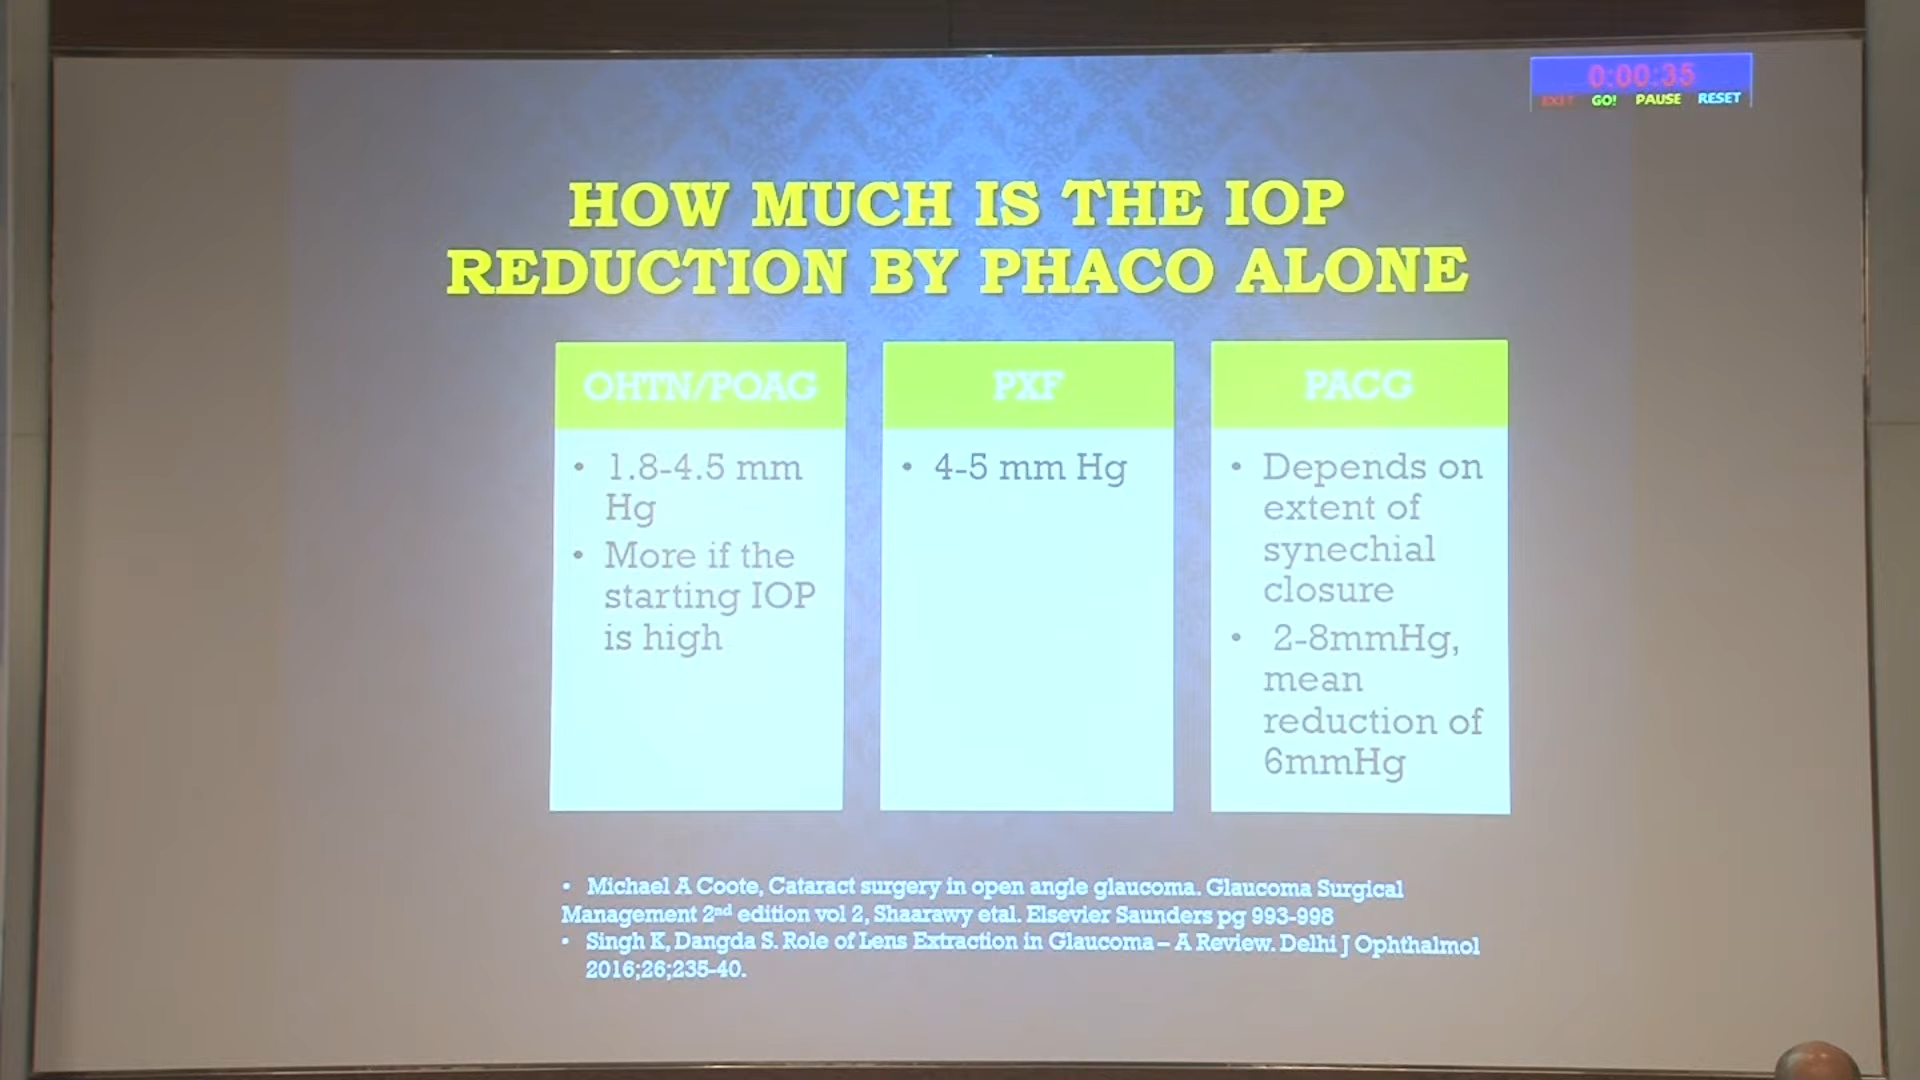 0:00:35
EXIT GO! PAUSE RESET
HOW MUCH IS THE IOP
REDUCTION BY PHACO ALONE
OHTN/POAG
• 1.8-4.5 mm
Hg
• More if the
starting IOP
is high
PXF
• 4-5 mm Hg
PACG
• Depends on
extent of
synechial
closure
• 2-8mmHg,
mean
reduction of
6mmHg
• Michael A Coote, Cataract surgery in open angle glaucoma. Glaucoma Surgical
Management 2nd edition vol 2, Shaarawy etal. Elsevier Saunders pg 993-998
• Singh K, Dangda S. Role of Lens Extraction in Glaucoma – A Review. Delhi J Ophthalmol
2016;26;235-40.